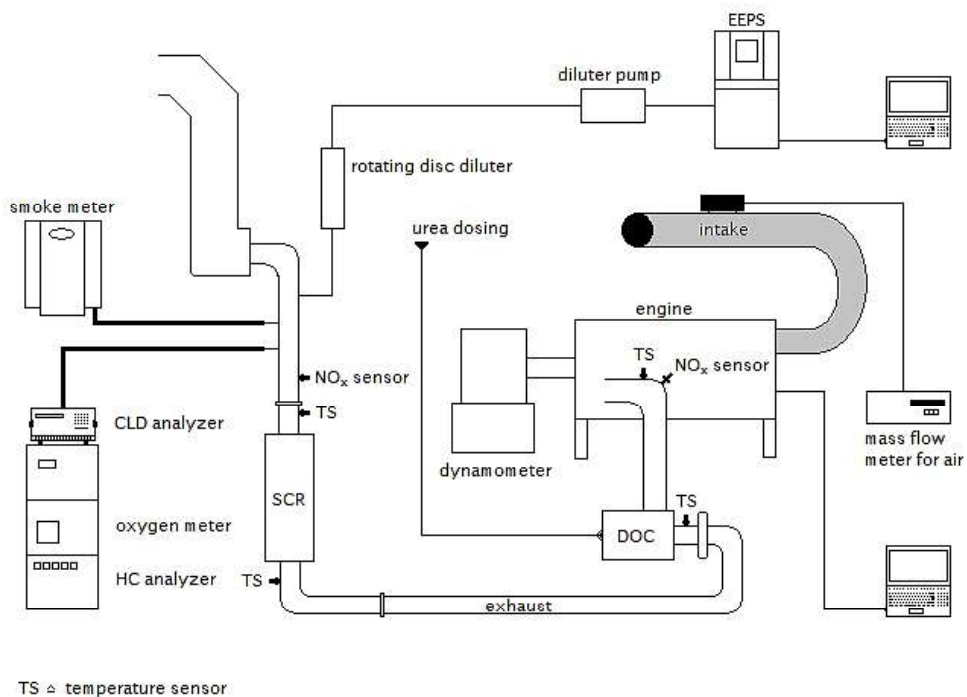 EEPS
diluter pump
rotating disc diluter
smoke meter
urea dosing
intake
engine
TS
NOx sensor
NOx sensor
TS
CLD analyzer
dynamometer
mass flow
meter for air
SCR
TS
oxygen meter
DOC
HC analyzer
TS
exhaust
TS ≙ temperature sensor